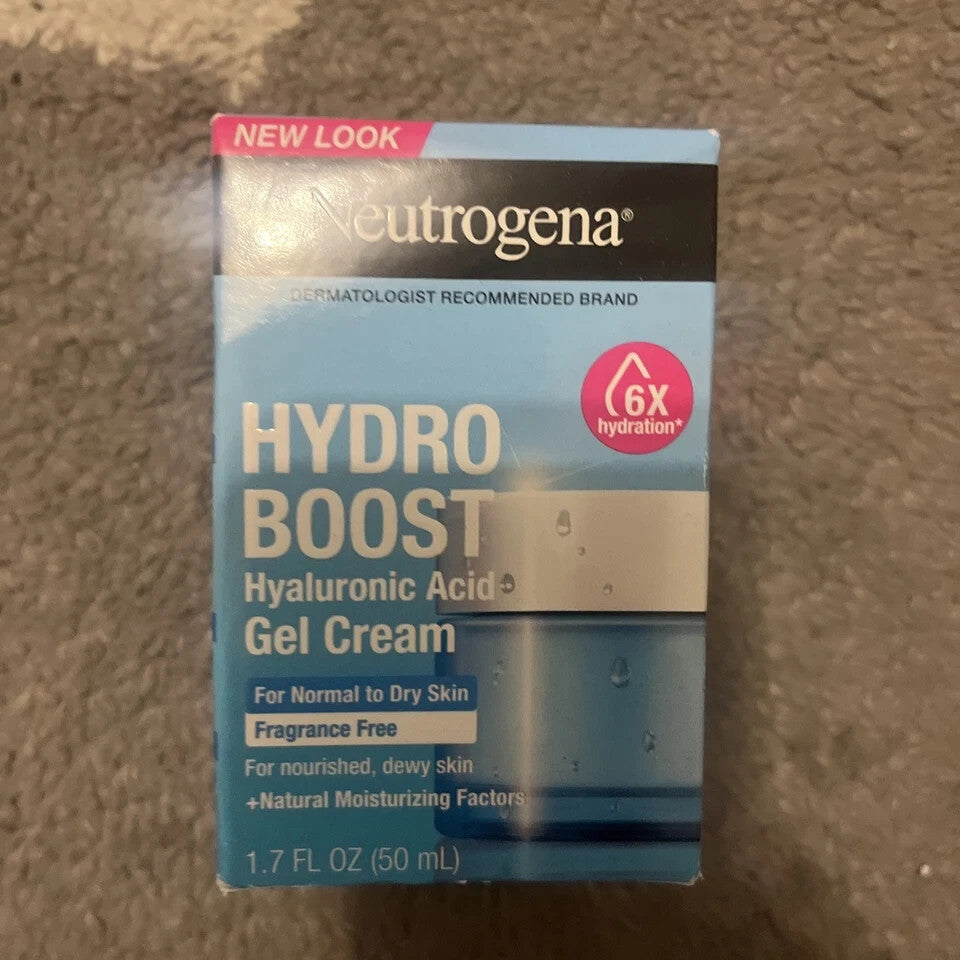 NEW LOOK
Neutrogena®
DERMATOLOGIST RECOMMENDED BRAND
6X
hydration*
HYDRO
BOOST
Hyaluronic Acid
Gel Cream
For Normal to Dry Skin
Fragrance Free
For nourished, dewy skin
+Natural Moisturizing Factors
1.7 FL OZ (50 mL)